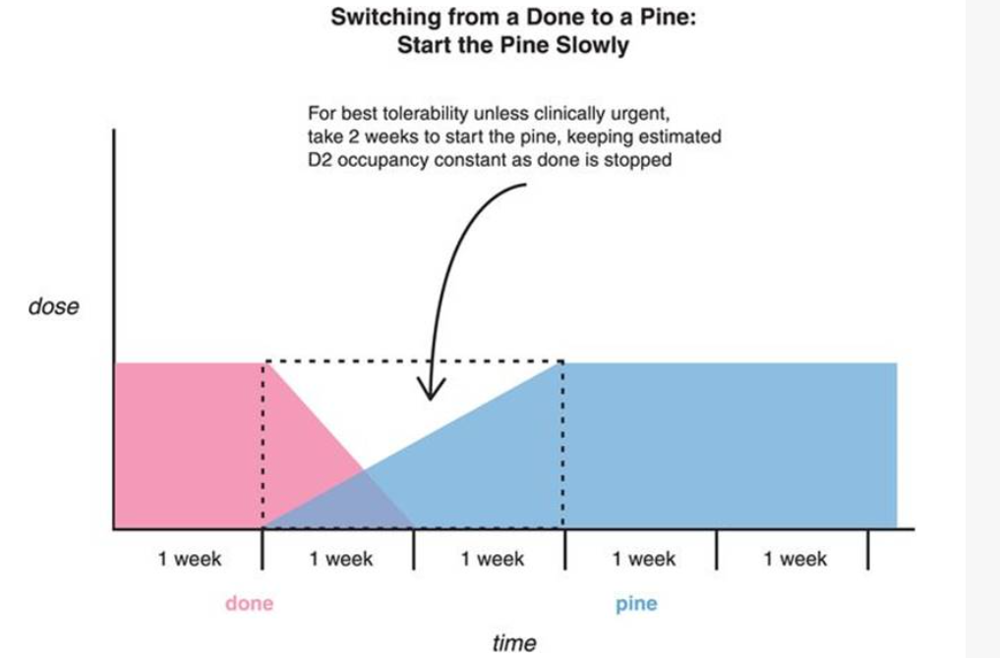 Switching from a Done to a Pine:
Start the Pine Slowly
For best tolerability unless clinically urgent,
take 2 weeks to start the pine, keeping estimated
D2 occupancy constant as done is stopped
dose
1 week
1 week
1 week
1 week
1 week
done
pine
time